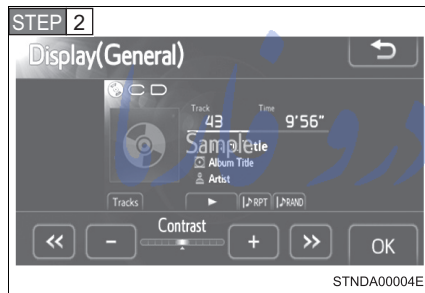 STEP 2
Display(General)
CD
Track
Time
43
9'56"
Sample
Title
Album Title
Artist
Tracks
RPT
RAND
Contrast
<< - + >>
OK
STNDA00004E